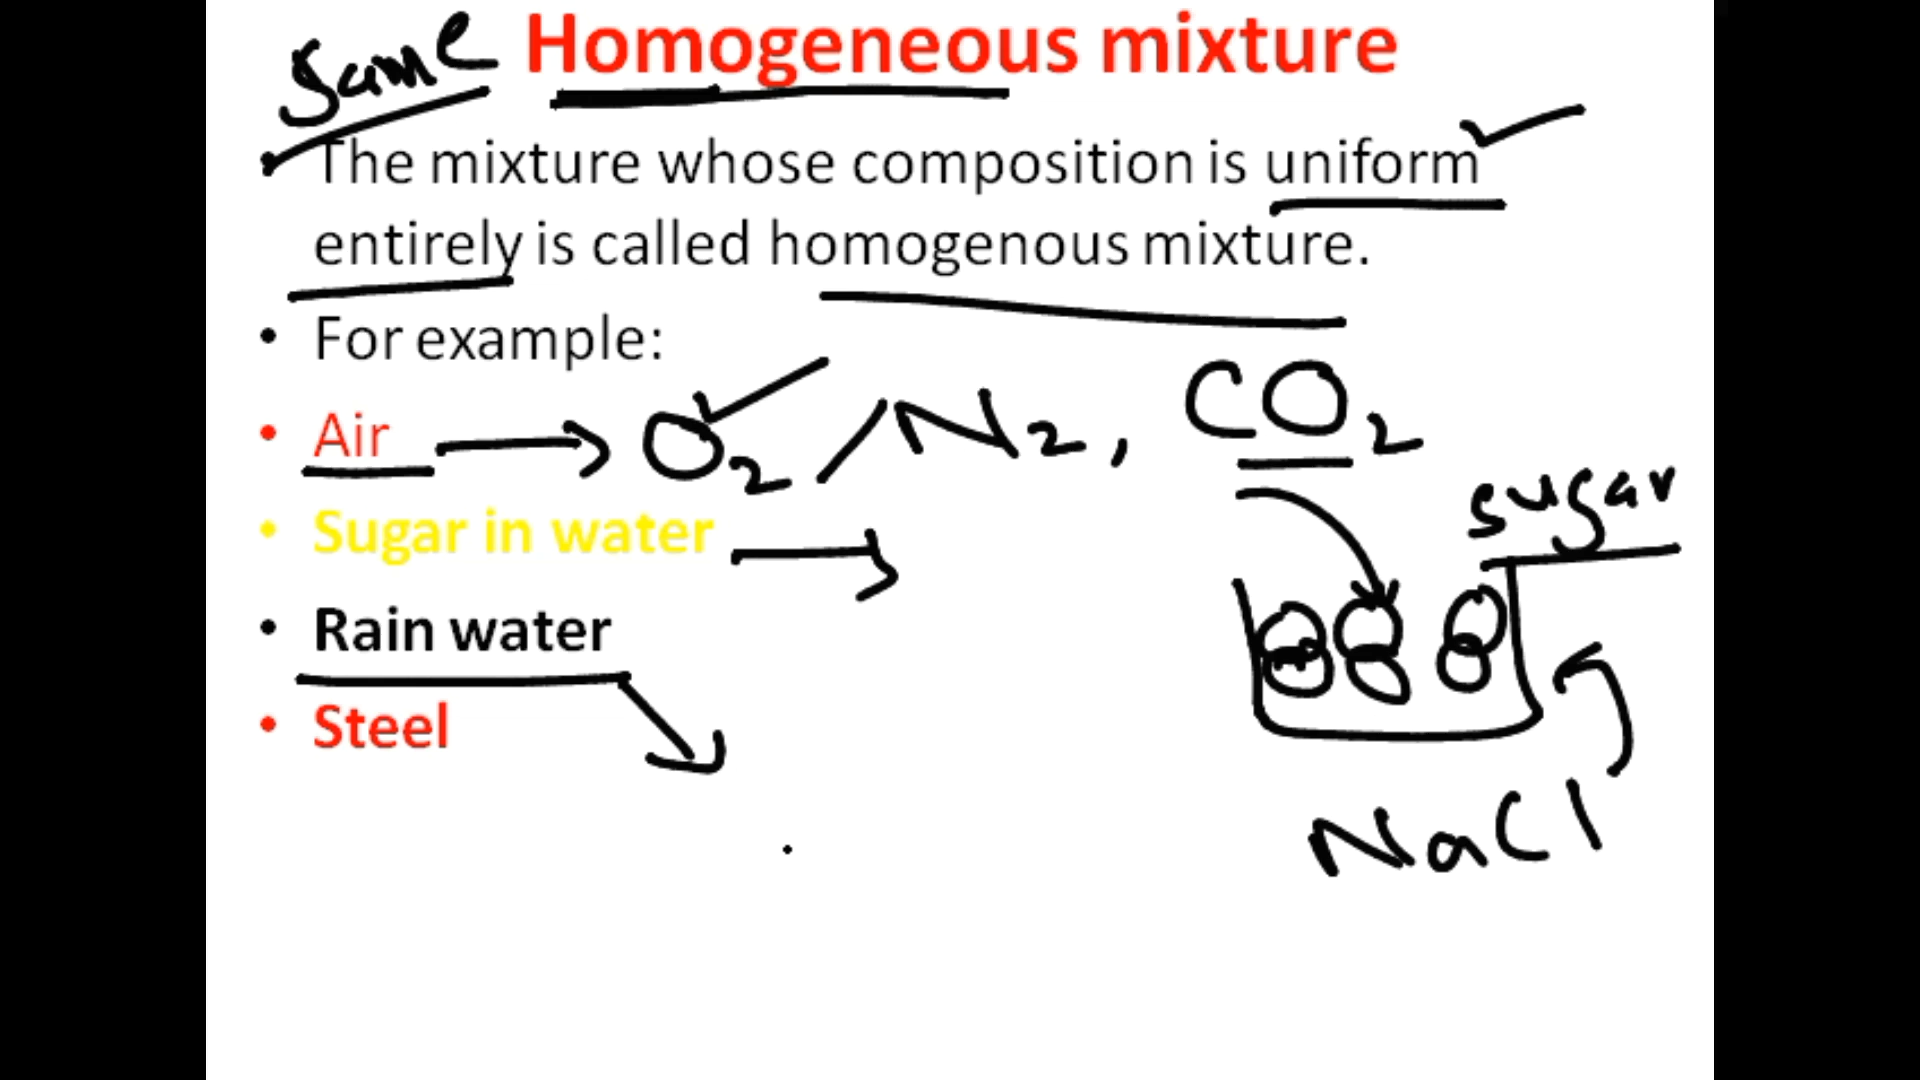 Same Homogeneous mixture
The mixture whose composition is uniform
entirely is called homogenous mixture.
• For example:
• Air → O2 / N2, CO2
sugar
• Sugar in water →
• Rain water
• Steel
NaCl